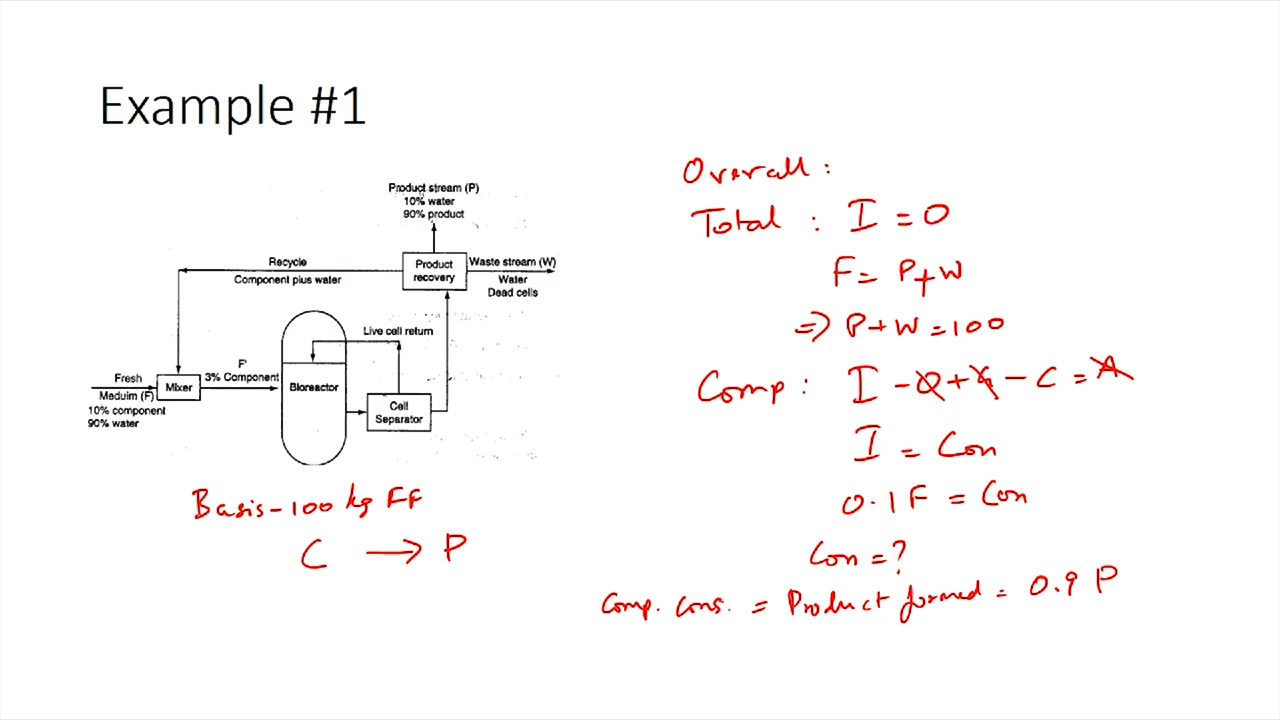 Example #1
Product stream (P)
10% water
90% product
Recycle
Component plus water
Product
recovery
Waste stream (W)
Water
Dead cells
Live cell return
Fresh
Meduim (F)
10% component
90% water
Mixer
F'
3% Component
Bioreactor
Cell
Separator
Basis - 100 kg FF
C → P
Overall :
Total : I = O
F = P + W
=> P + W = 100
Comp : I - O + G - C = A
I = Con
0.1 F = Con
Con = ?
Comp. Cons. = Product formed = 0.9 P